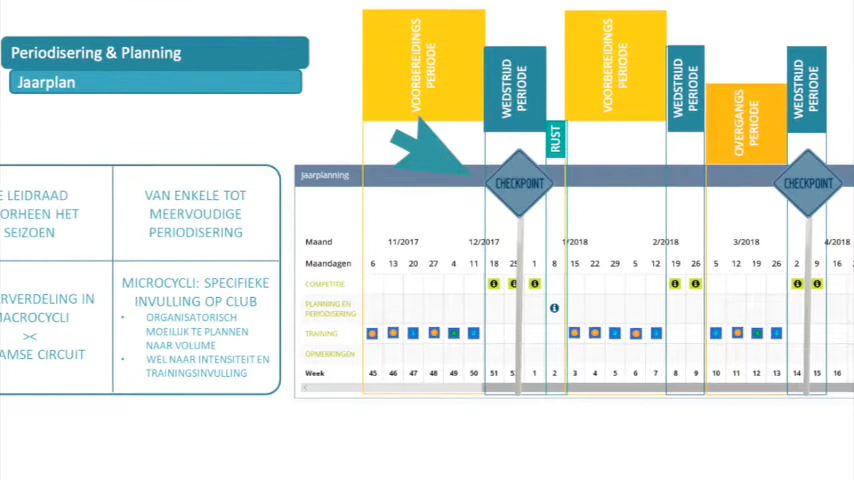 Periodisering & Planning
Jaarplan
LEIDRAAD
HET
SEIZOEN
VAN ENKELE TOT
MEERVOUDIGE
PERIODISERING
IN
><
CIRCUIT
MICROCYCLI: SPECIFIEKE
INVULLING OP CLUB
• ORGANISATORISCH
MOEILIJK TE PLANNEN
NAAR VOLUME
• WEL NAAR INTENSITEIT EN
TRAININGSINVULLING
VOORBEREIDINGS
PERIODE
WEDSTRIJD
PERIODE
RUST
VOORBEREIDINGS
PERIODE
WEDSTRIJD
PERIODE
OVERGANGS
PERIODE
WEDSTRIJD
PERIODE
Jaarplanning
CHECKPOINT
CHECKPOINT
Maand 11/2017 12/2017 1/2018 2/2018 3/2018 4/2018
Maandagen 6 13 20 27 4 11 18 25 1 8 15 22 29 5 12 19 26 5 12 19 26 2 9 16
COMPETITIE
PLANNING EN
PERIODISERING
TRAINING
OPMERKINGEN
Week 45 46 47 48 49 50 51 1 2 3 4 5 6 7 8 9 10 11 12 13 14 15 16